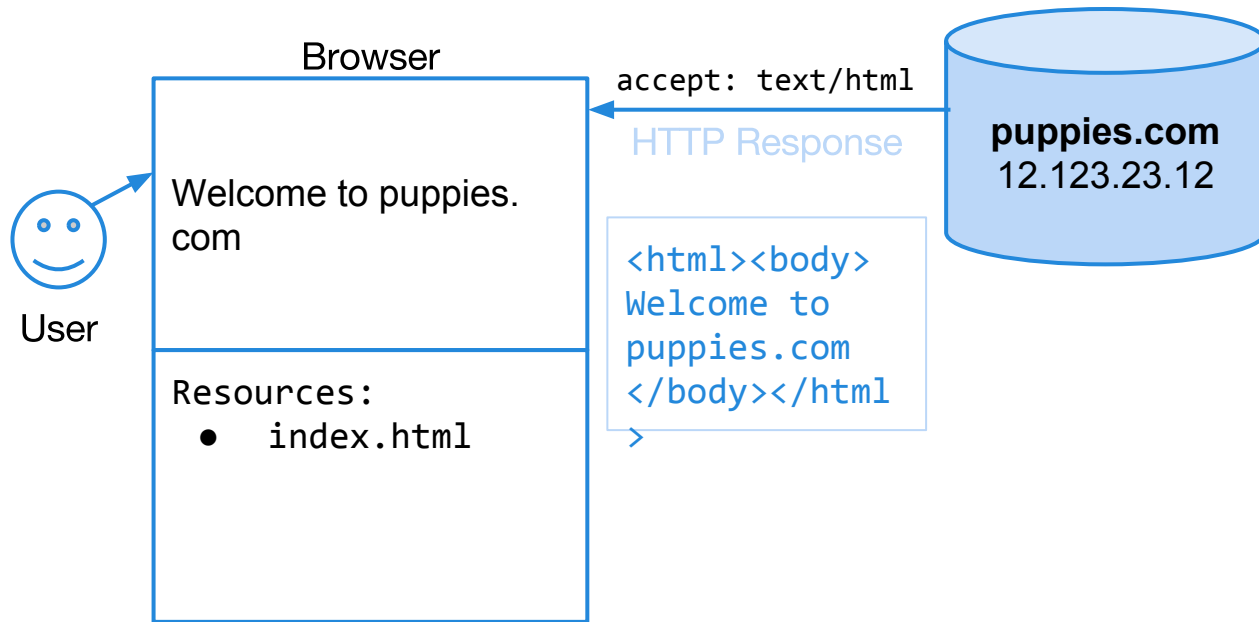 Browser
accept: text/html
HTTP Response
puppies.com
12.123.23.12
Welcome to puppies.
com
User
<html><body>
Welcome to
puppies.com
</body></html
>
Resources:
● index.html